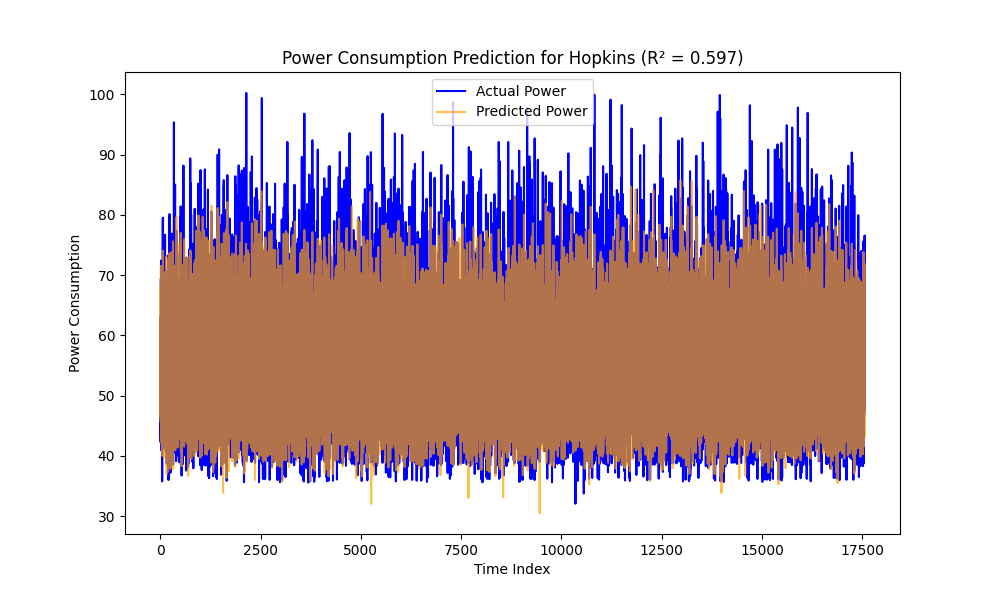 Power Consumption Prediction for Hopkins (R² = 0.597)
Actual Power
Predicted Power
100
90
80
70
60
50
40
30
Power Consumption
0 2500 5000 7500 10000 12500 15000 17500
Time Index